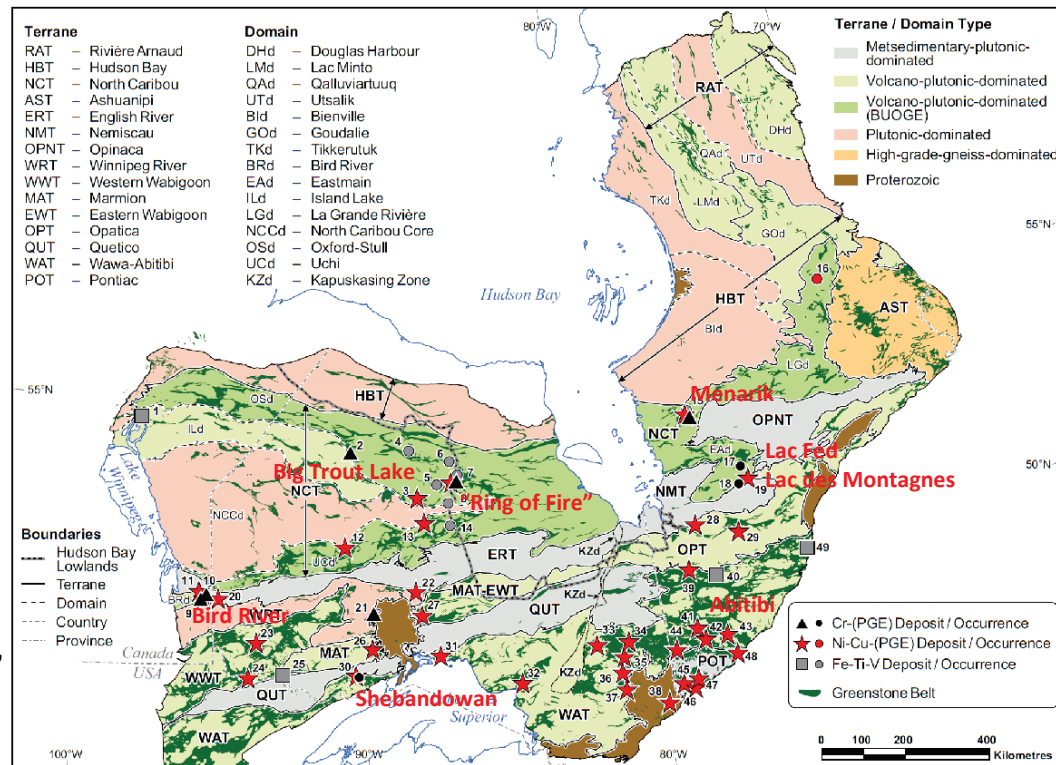 80°W
70°W
Terrane
Domain
RAT – Rivière Arnaud
HBT – Hudson Bay
NCT – North Caribou
AST – Ashuanipi
ERT – English River
NMT – Nemiscau
OPNT – Opinaca
WRT – Winnipeg River
WWT – Western Wabigoon
MAT – Marmion
EWT – Eastern Wabigoon
OPT – Opatica
QUT – Quetico
WAT – Wawa-Abitibi
POT – Pontiac
DHd – Douglas Harbour
LMd – Lac Minto
QAd – Qalluviartuuq
UTd – Utsalik
BId – Bienville
GOd – Goudalie
TKd – Tikkerutuk
BRd – Bird River
EAd – Eastmain
ILd – Island Lake
LGd – La Grande Rivière
NCCd – North Caribou Core
OSd – Oxford-Stull
UCd – Uchi
KZd – Kapuskasing Zone
Terrane / Domain Type
Metsedimentary-plutonic-
dominated
Volcano-plutonic-dominated
Volcano-plutonic-dominated
(BUOGE)
Plutonic-dominated
High-grade-gneiss-dominated
Proterozoic
RAT
DHd
QAd
UTd
TKd
LMd
GOd
55°N
16
Hudson Bay
HBT
AST
BId
LGd
55°N
HBT
OSd
Menarik
OPNT
1
ILd
NCT
2
4
EAd
Lac Fed
Lake
Winnipeg
Big Trout Lake
6
7
17
50°N
NCT
5
NMT
18
19
Lac des Montagnes
3
8
"Ring of Fire"
NCCd
13
14
28
29
12
KZd
OPT
49
Boundaries
Hudson Bay
Lowlands
Terrane
Domain
Country
Province
UCd
ERT
39
40
11
10
22
MAT-EWT
KZd
BRd
9
20
QUT
Bird River
WRT
21
27
Abitibi
41
42
43
23
33
34
44
Canada
USA
MAT
26
31
35
POT
48
WWT
24
25
30
32
KZd
36
45
QUT
Shebandowan
37
38
47
46
WAT
Superior
WAT
Cr-(PGE) Deposit / Occurrence
Ni-Cu-(PGE) Deposit / Occurrence
Fe-Ti-V Deposit / Occurrence
Greenstone Belt
100°W
90°W
80°W
0 100 200 400
Kilometres